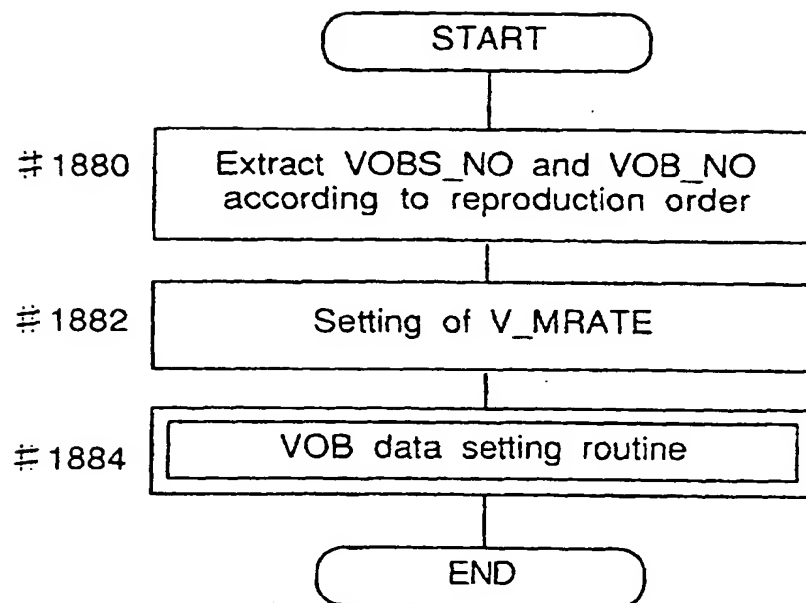 START
#1880
Extract VOBS_NO and VOB_NO
according to reproduction order
#1882
Setting of V_MRATE
#1884
VOB data setting routine
END